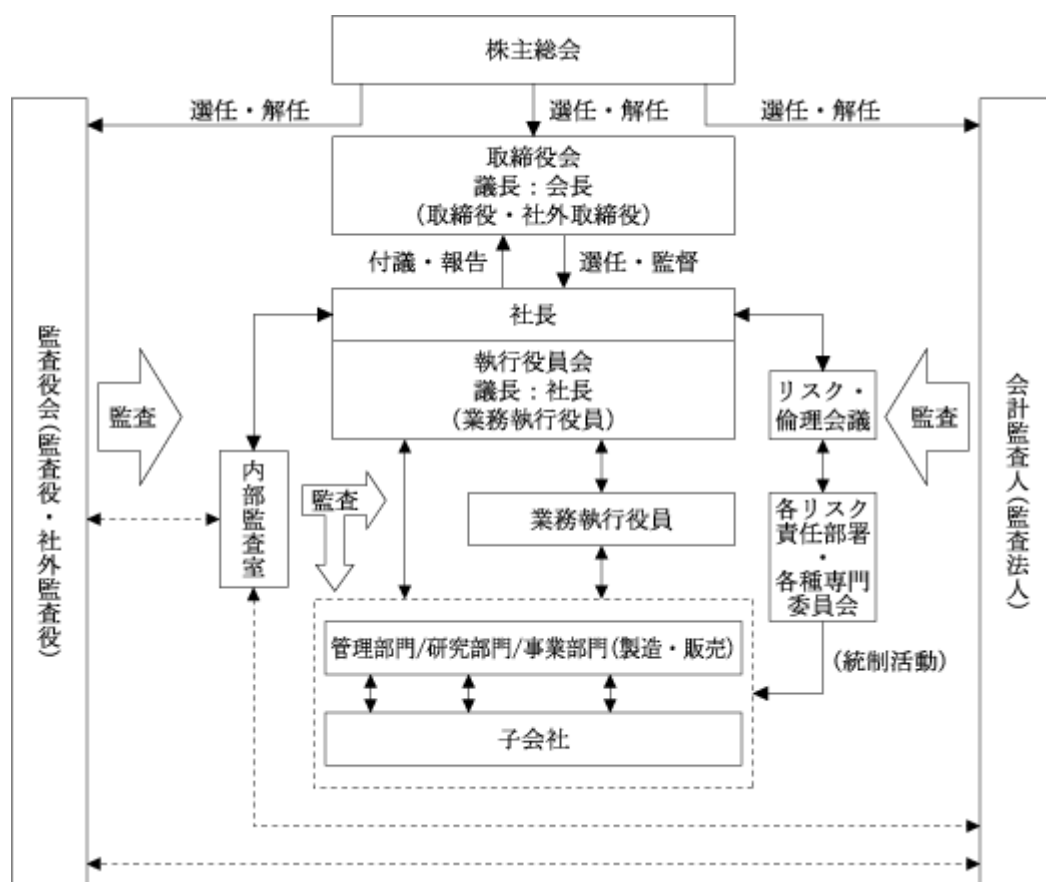 株主総会
選任・解任
選任・解任
選任・解任
取締役会
議長：会長
(取締役・社外取締役)
付議・報告
選任・監督
社長
執行役員会
議長：社長
(業務執行役員)
監査役会(監査役・社外監査役)
監査
内部監査室
監査
業務執行役員
リスク・
倫理会議
監査
会計監査人(監査法人)
各リスク
責任部署
・
各種専門
委員会
管理部門/研究部門/事業部門(製造・販売)
(統制活動)
子会社